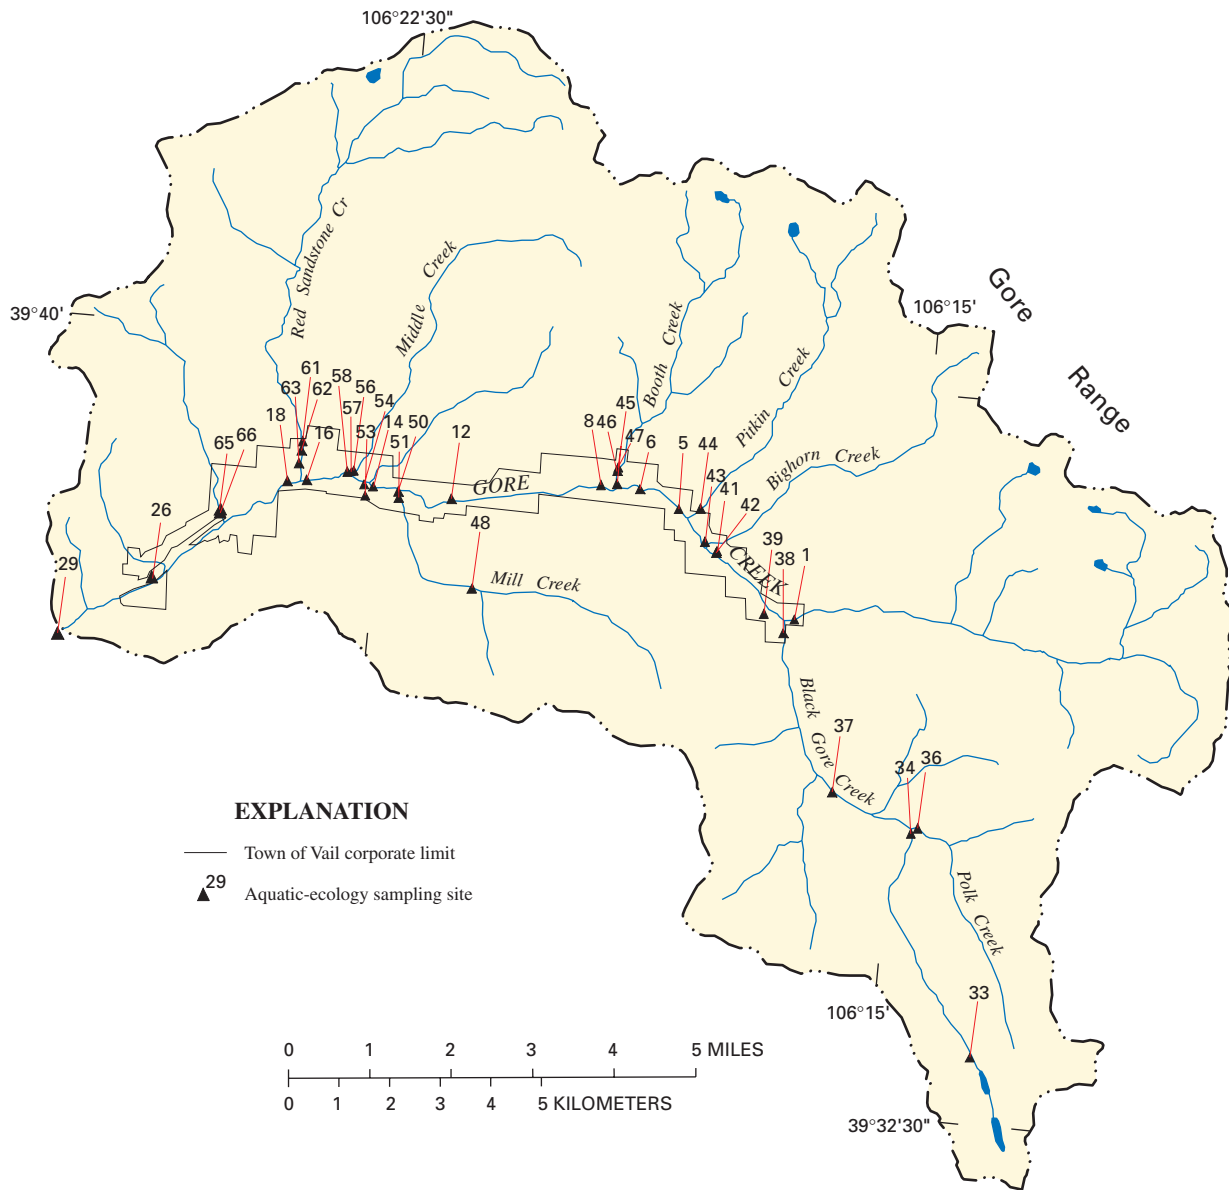 106°22'30"
Gore
Range
39°40'
106°15'
Red Sandstone Cr
Middle Creek
Booth Creek
Pitkin Creek
Bighorn Creek
61
63
62
58
56
54
18
16
57
53
14
50
51
12
8
46
45
47
6
5
44
43
41
42
65
66
26
29
48
39
38
1
GORE
CREEK
Mill Creek
Black Gore Creek
37
34
36
Polk Creek
33
EXPLANATION
Town of Vail corporate limit
29 Aquatic-ecology sampling site
106°15'
0 1 2 3 4 5 MILES
0 1 2 3 4 5 KILOMETERS
39°32'30"